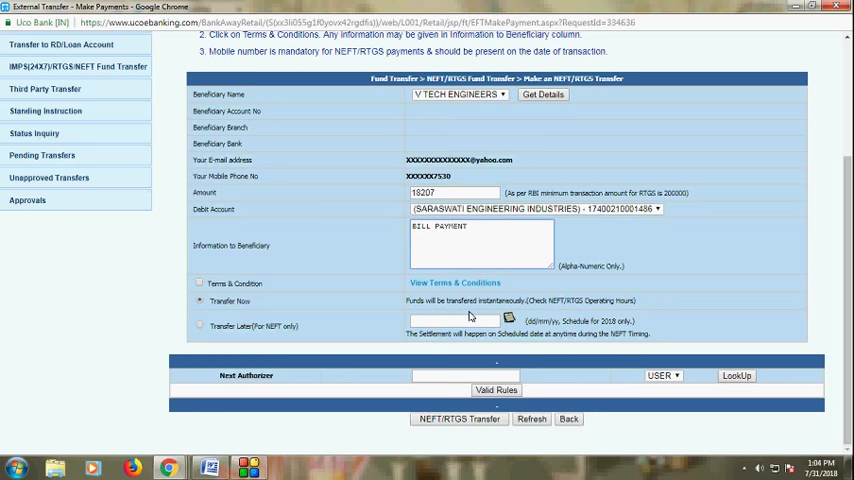 External Transfer - Make Payments - Google Chrome
Uco Bank [IN] https://www.ucoebanking.com/BankAwayRetail/(S(xx3li055g1f0yovx42rgdfis))/web/L001/Retail/jsp/ft/EFTMakePayment.aspx?RequestId=334636
2. Click on Terms & Conditions. Any information may be given in Information to Beneficiary column.
3. Mobile number is mandatory for NEFT/RTGS payments & should be present on the date of transaction.
Transfer to RD/Loan Account
IMPS(24X7)/RTGS/NEFT Fund Transfer
Third Party Transfer
Standing Instruction
Status Inquiry
Pending Transfers
Unapproved Transfers
Approvals
Fund Transfer > NEFT/RTGS Fund Transfer > Make an NEFT/RTGS Transfer
Beneficiary Name V TECH ENGINEERS Get Details
Beneficiary Account No
Beneficiary Branch
Beneficiary Bank
Your E-mail address XXXXXXXXXXXXXX@yahoo.com
Your Mobile Phone No XXXXXX7530
Amount 18207 (As per RBI minimum transaction amount for RTGS is 200000)
Debit Account (SARASWATI ENGINEERING INDUSTRIES) - 17400210001486
BILL PAYMENT
Information to Beneficiary
(Alpha-Numeric Only.)
Terms & Condition View Terms & Conditions
Transfer Now Funds will be transfered instantaneously.(Check NEFT/RTGS Operating Hours)
Transfer Later(For NEFT only) (dd/mm/yy, Schedule for 2018 only.)
The Settlement will happen on Scheduled date at anytime during the NEFT Timing.
Next Authorizer USER LookUp
Valid Rules
NEFT/RTGS Transfer Refresh Back
1:04 PM
7/31/2018